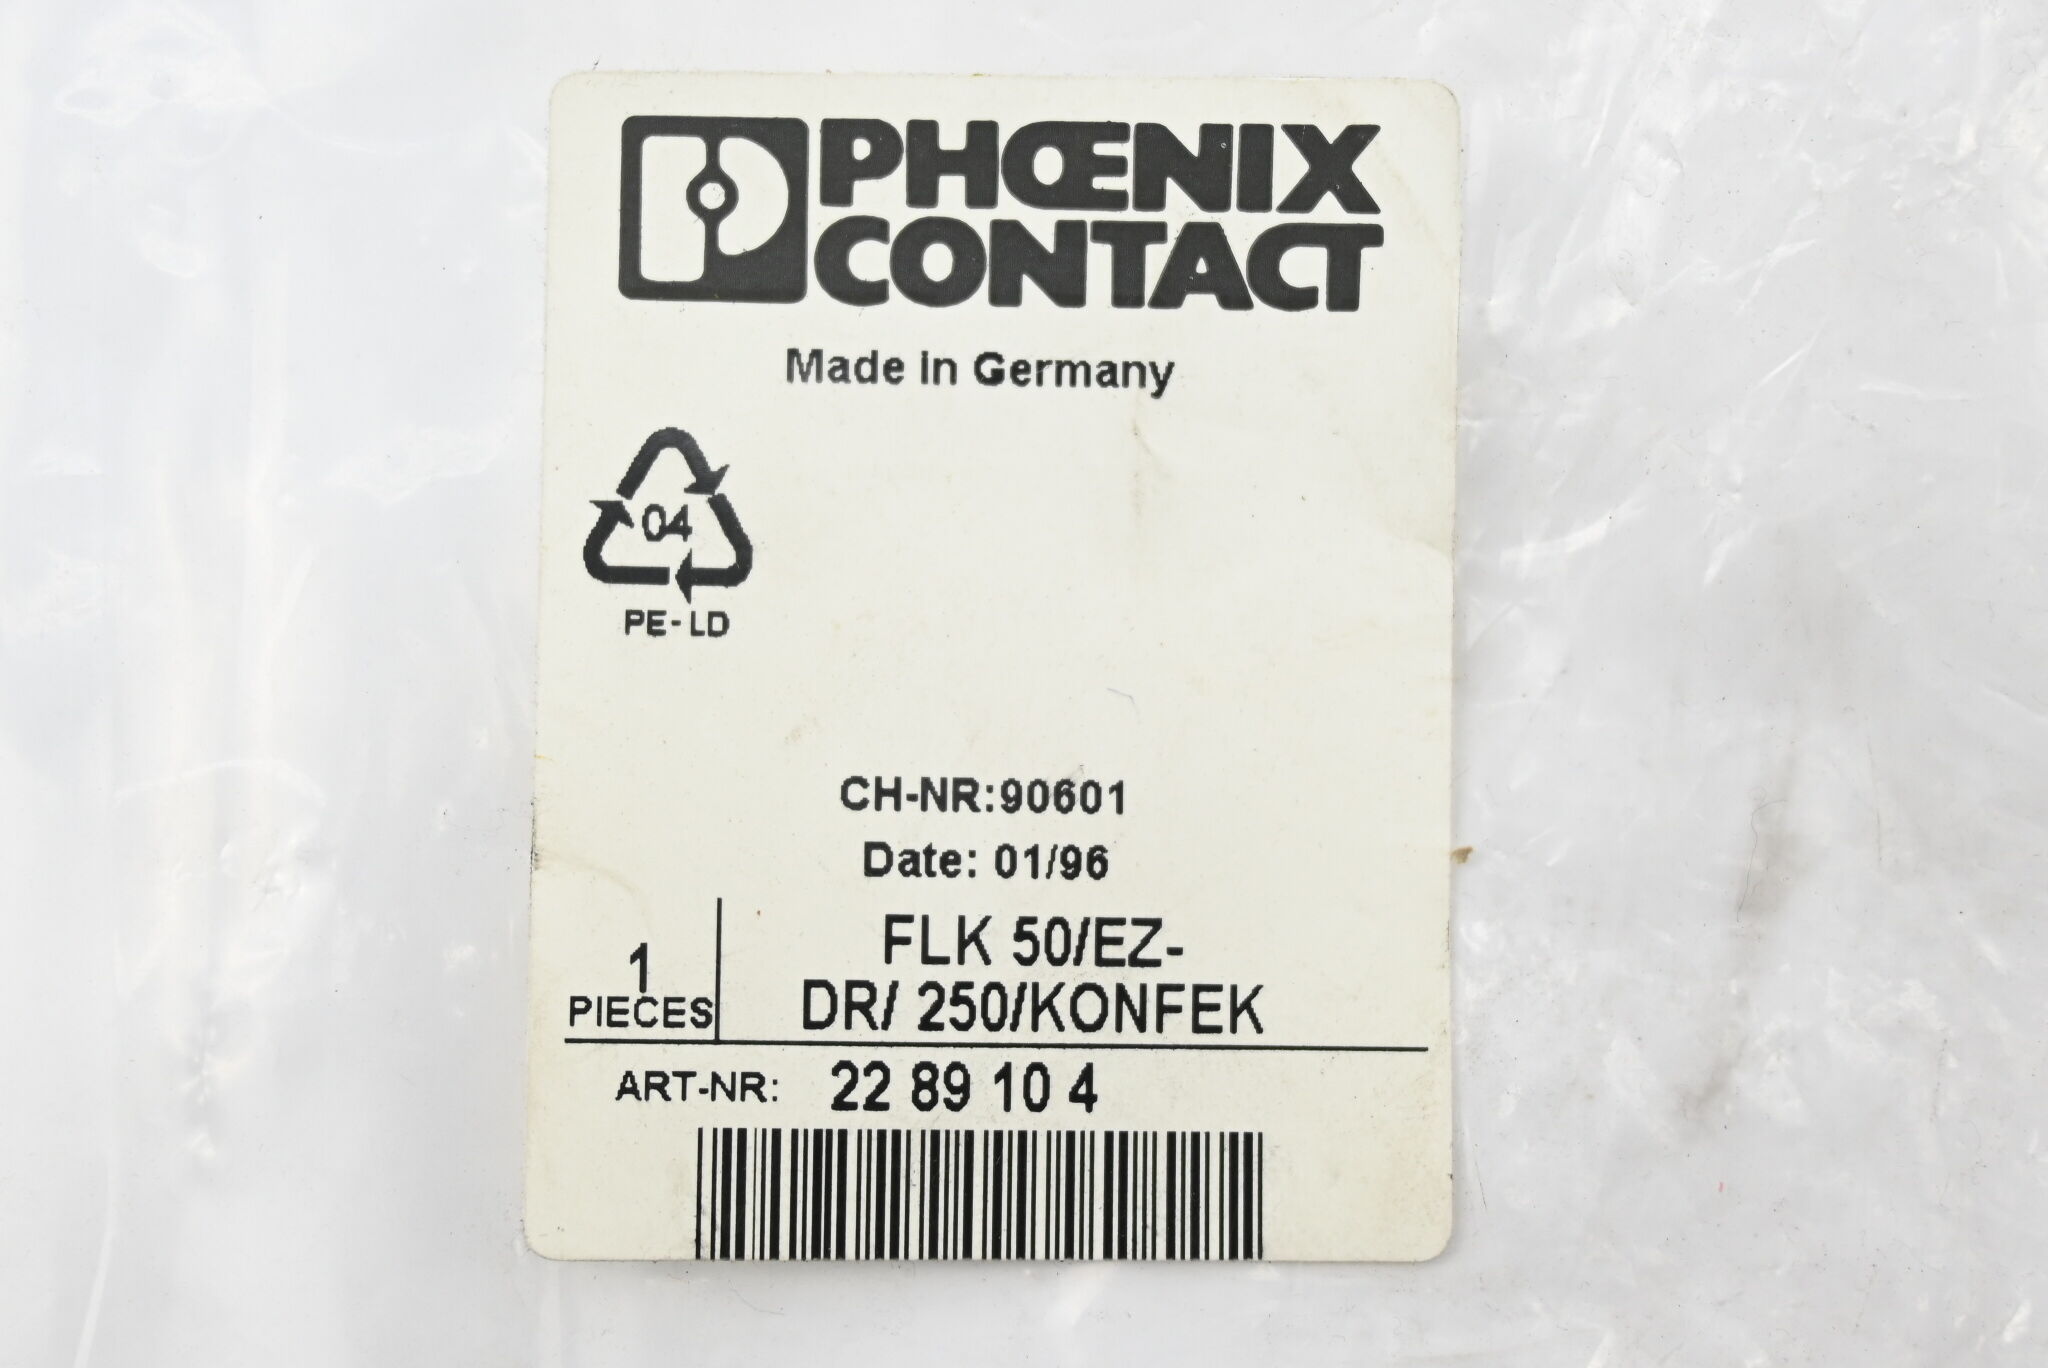 PHŒNIX
CONTACT
Made in Germany
04
PE-LD
CH-NR:90601
Date: 01/96
1
PIECES
FLK 50/EZ-
DR/ 250/KONFEK
ART-NR: 22 89 10 4